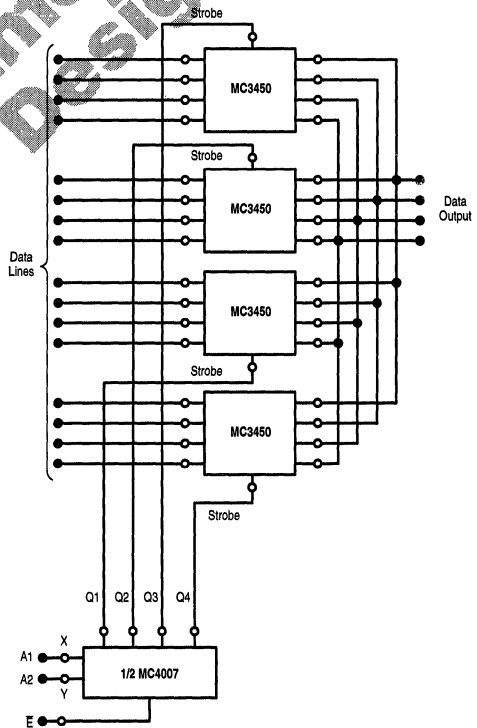 Strobe
MC3450
Strobe
MC3450
Data
Output
Data
Lines
MC3450
Strobe
MC3450
Strobe
Q1 Q2 Q3 Q4
X
A1
1/2 MC4007
A2
Y
E̅